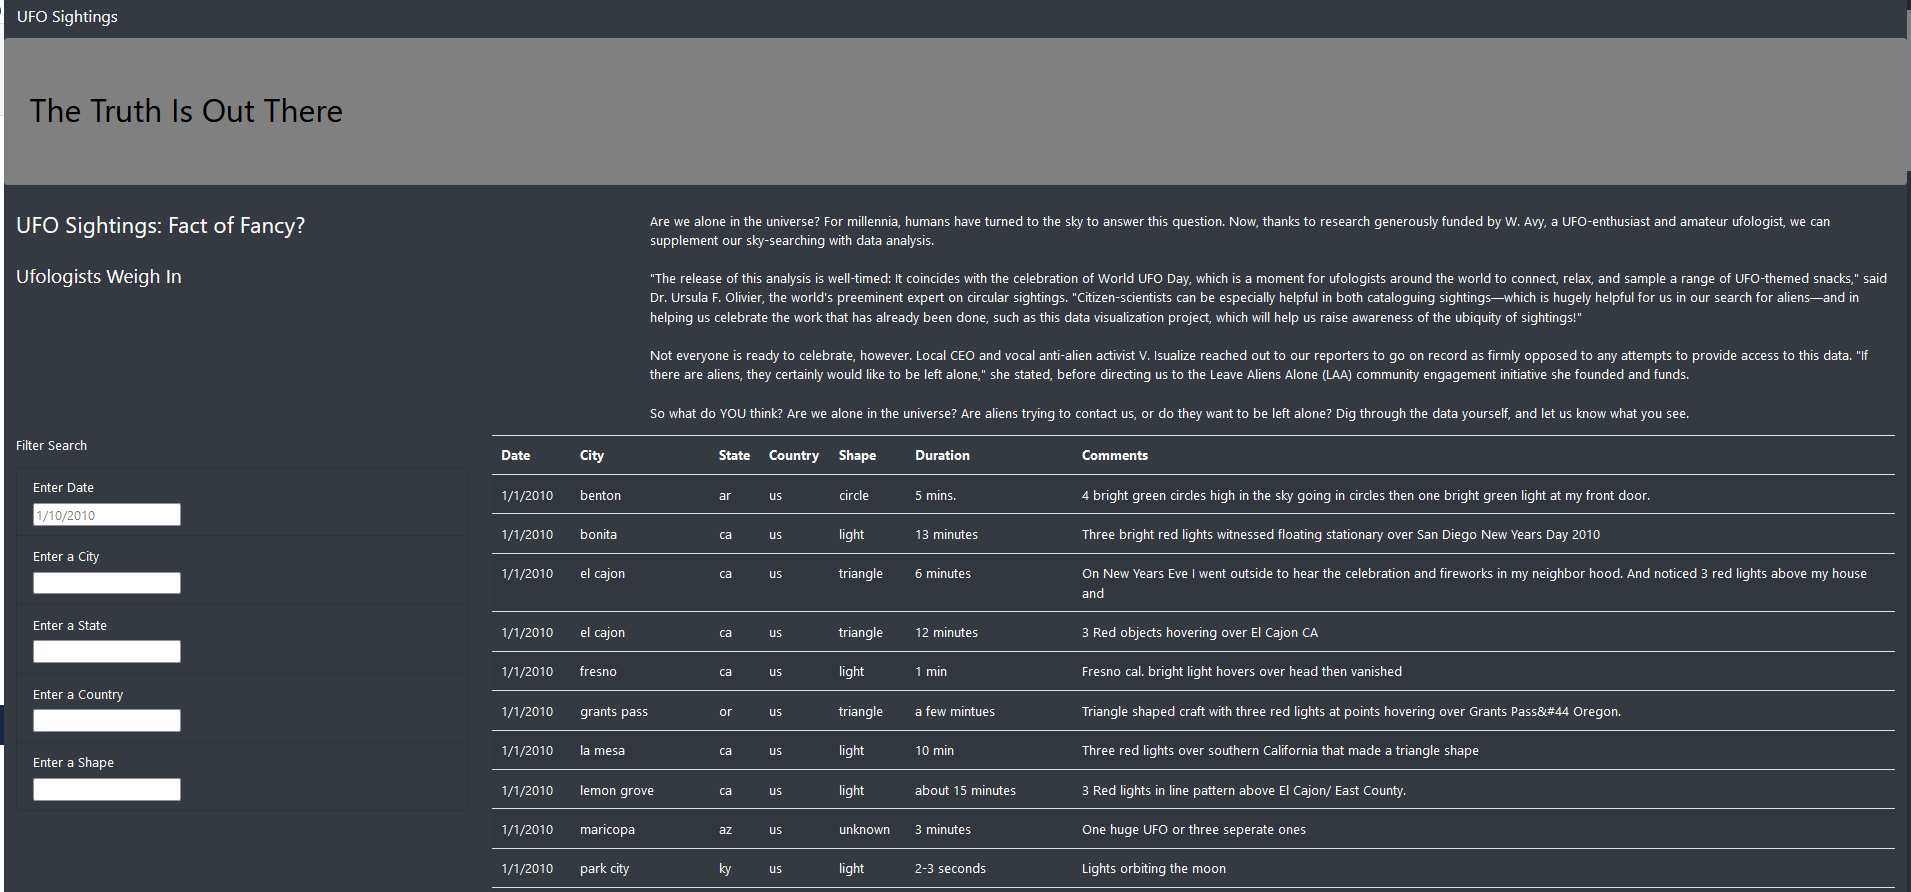 UFO Sightings
The Truth Is Out There
UFO Sightings: Fact of Fancy?
Ufologists Weigh In
Are we alone in the universe? For millennia, humans have turned to the sky to answer this question. Now, thanks to research generously funded by W. Avy, a UFO-enthusiast and amateur ufologist, we can
supplement our sky-searching with data analysis.
"The release of this analysis is well-timed: It coincides with the celebration of World UFO Day, which is a moment for ufologists around the world to connect, relax, and sample a range of UFO-themed snacks," said
Dr. Ursula F. Olivier, the world's preeminent expert on circular sightings. "Citizen-scientists can be especially helpful in both cataloguing sightings—which is hugely helpful for us in our search for aliens—and in
helping us celebrate the work that has already been done, such as this data visualization project, which will help us raise awareness of the ubiquity of sightings!"
Not everyone is ready to celebrate, however. Local CEO and vocal anti-alien activist V. Isualize reached out to our reporters to go on record as firmly opposed to any attempts to provide access to this data. "If
there are aliens, they certainly would like to be left alone," she stated, before directing us to the Leave Aliens Alone (LAA) community engagement initiative she founded and funds.
So what do YOU think? Are we alone in the universe? Are aliens trying to contact us, or do they want to be left alone? Dig through the data yourself, and let us know what you see.
Filter Search
Enter Date
1/10/2010
Enter a City
Enter a State
Enter a Country
Enter a Shape
Date City State Country Shape Duration Comments
1/1/2010 benton ar us circle 5 mins. 4 bright green circles high in the sky going in circles then one bright green light at my front door.
1/1/2010 bonita ca us light 13 minutes Three bright red lights witnessed floating stationary over San Diego New Years Day 2010
1/1/2010 el cajon ca us triangle 6 minutes On New Years Eve I went outside to hear the celebration and fireworks in my neighbor hood. And noticed 3 red lights above my house
and
1/1/2010 el cajon ca us triangle 12 minutes 3 Red objects hovering over El Cajon CA
1/1/2010 fresno ca us light 1 min Fresno cal. bright light hovers over head then vanished
1/1/2010 grants pass or us triangle a few mintues Triangle shaped craft with three red lights at points hovering over Grants Pass&#44 Oregon.
1/1/2010 la mesa ca us light 10 min Three red lights over southern California that made a triangle shape
1/1/2010 lemon grove ca us light about 15 minutes 3 Red lights in line pattern above El Cajon/ East County.
1/1/2010 maricopa az us unknown 3 minutes One huge UFO or three seperate ones
1/1/2010 park city ky us light 2-3 seconds Lights orbiting the moon